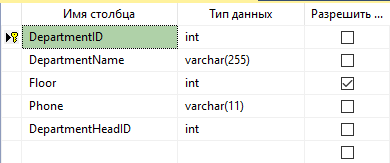 Имя столбца Тип данных Разрешить ...
DepartmentID int
DepartmentName varchar(255)
Floor int
Phone varchar(11)
DepartmentHeadID int